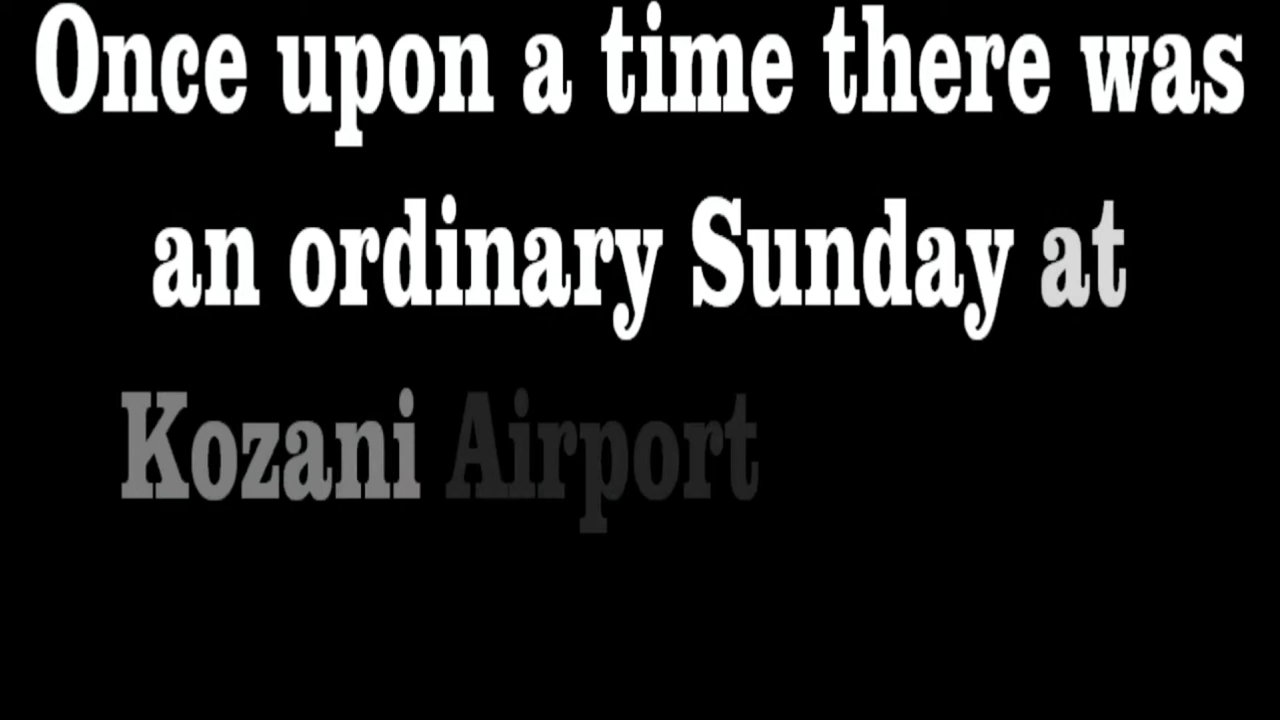 Once upon a time there was
an ordinary Sunday at
Kozani Airport